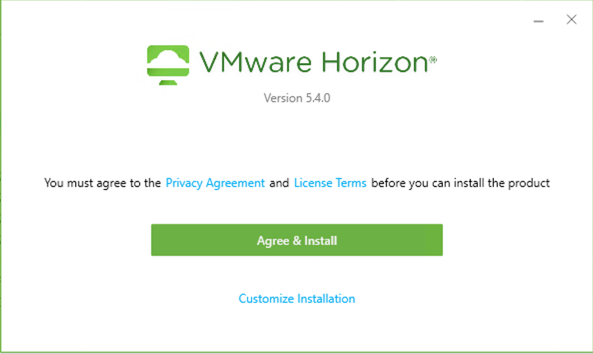 VMware Horizon®
Version 5.4.0
You must agree to the Privacy Agreement and License Terms before you can install the product
Agree & Install
Customize Installation